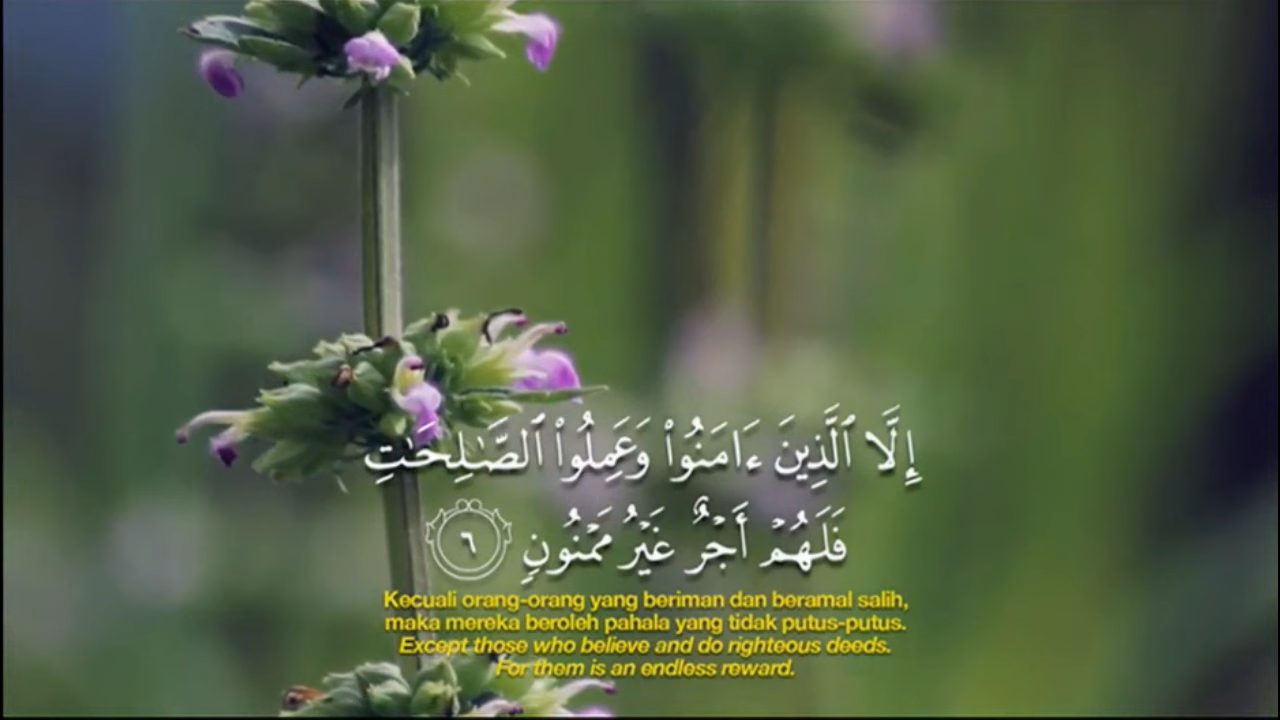 إِلَّا ٱلَّذِينَ ءَامَنُوا۟ وَعَمِلُوا۟ ٱلصَّـٰلِحَـٰتِ
فَلَهُمْ أَجْرٌ غَيْرُ مَمْنُونٍ ٦
Kecuali orang-orang yang beriman dan beramal salih,
maka mereka beroleh pahala yang tidak putus-putus.
Except those who believe and do righteous deeds.
For them is an endless reward.